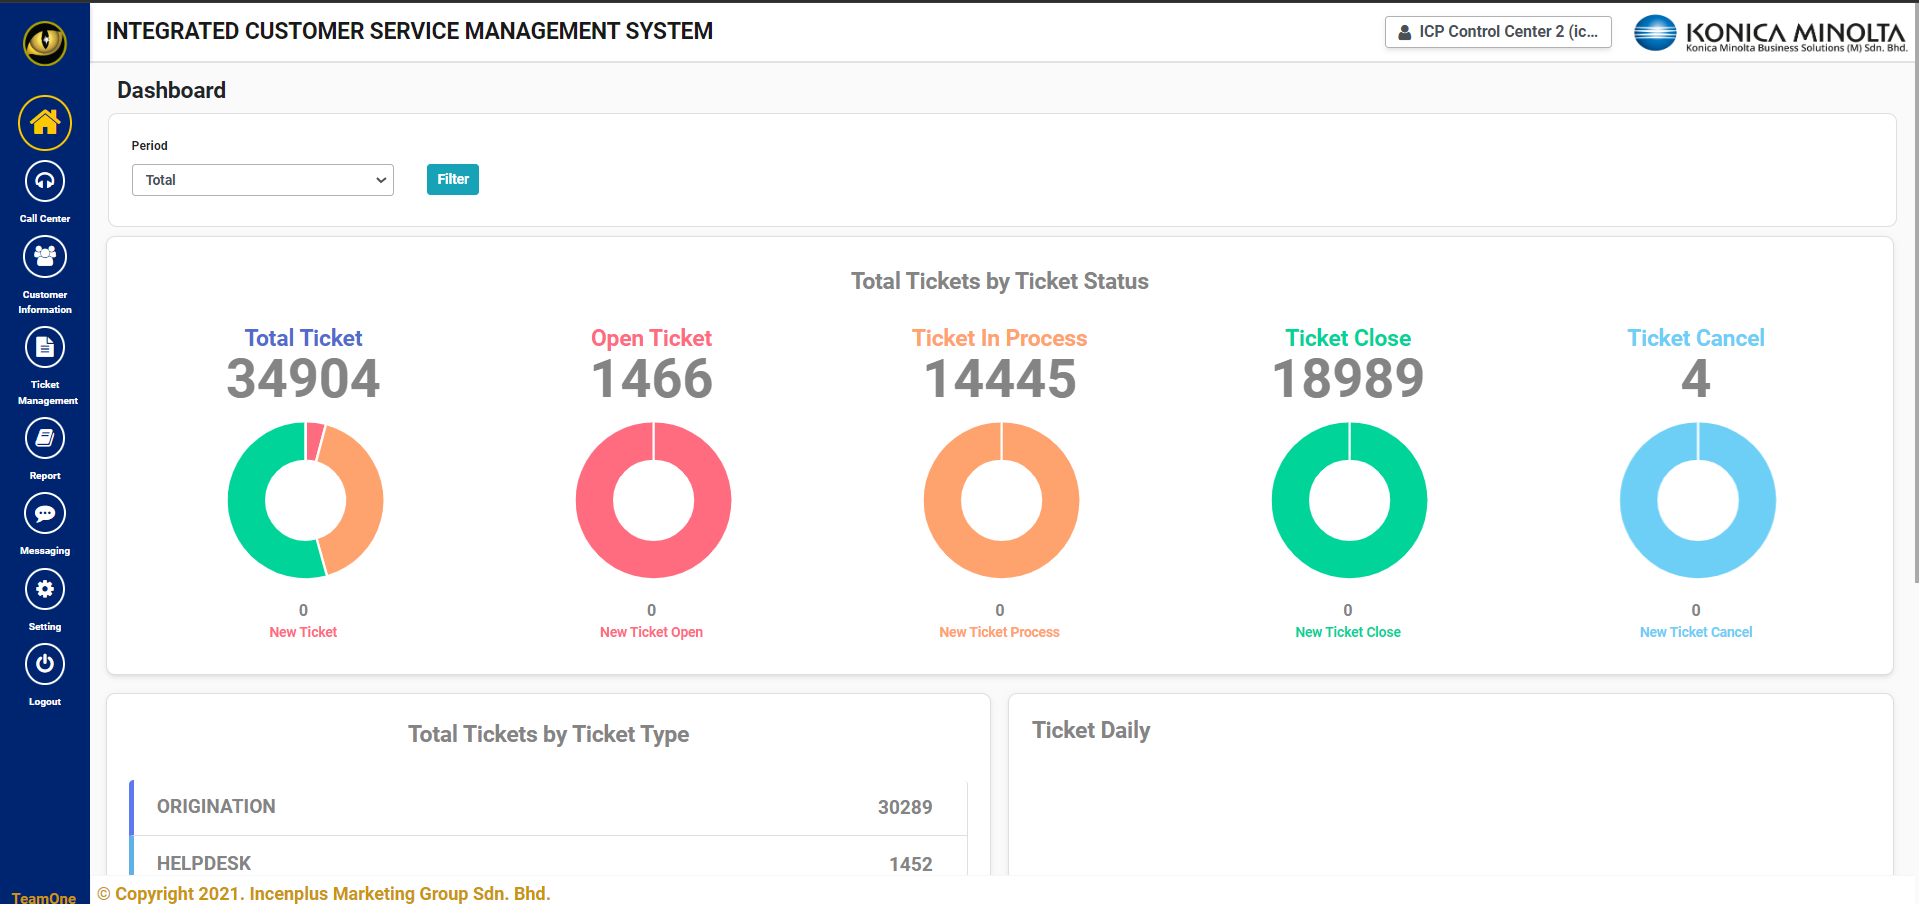 INTEGRATED CUSTOMER SERVICE MANAGEMENT SYSTEM
ICP Control Center 2 (ic...
KONICA MINOLTA
Konica Minolta Business Solutions (M) Sdn. Bhd.
Call Center
Customer
Information
Ticket
Management
Report
Messaging
Setting
Logout
TeamOne
Dashboard
Period
Total
Filter
Total Tickets by Ticket Status
Total Ticket
34904
0
New Ticket
Open Ticket
1466
0
New Ticket Open
Ticket In Process
14445
0
New Ticket Process
Ticket Close
18989
0
New Ticket Close
Ticket Cancel
4
0
New Ticket Cancel
Total Tickets by Ticket Type
ORIGINATION 30289
HELPDESK 1452
Ticket Daily
© Copyright 2021. Incenplus Marketing Group Sdn. Bhd.